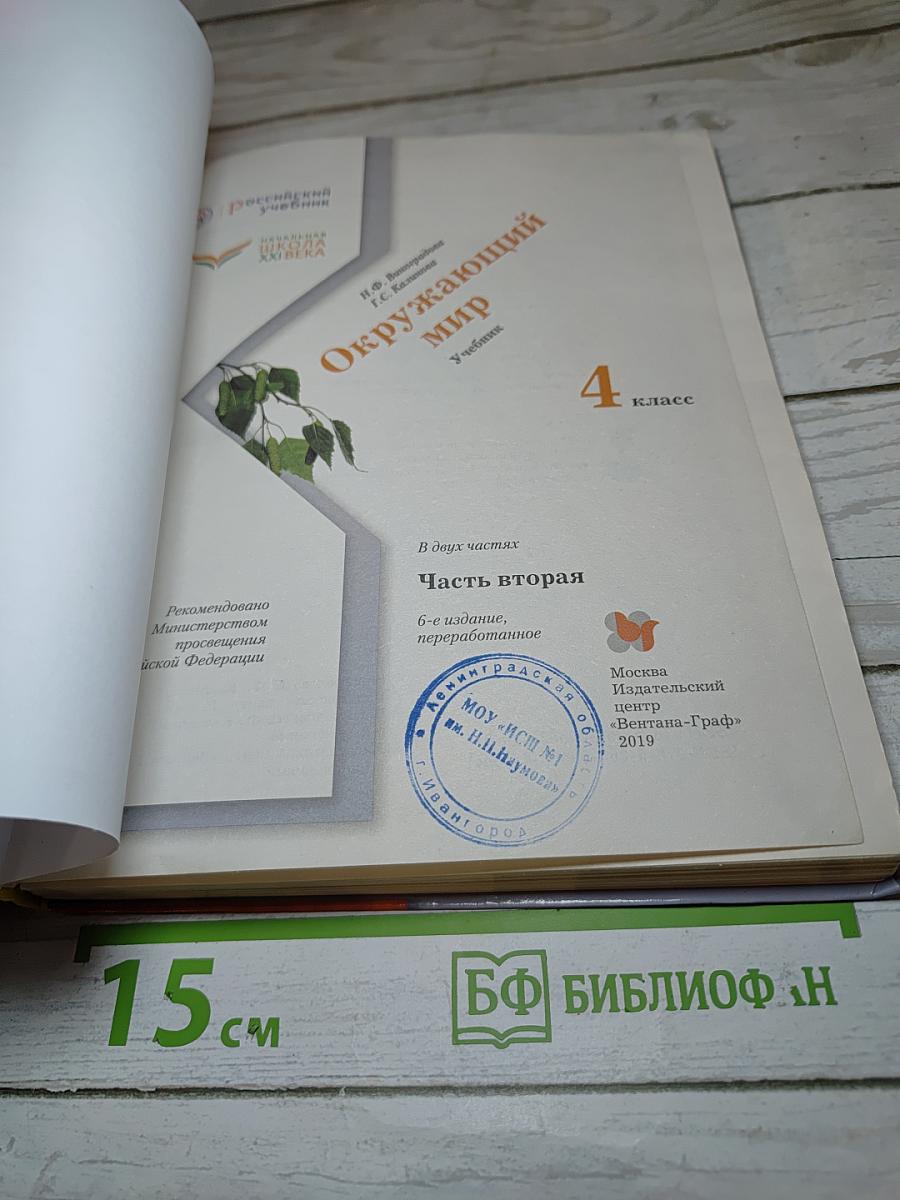 Российский
учебник
НАЧАЛЬНАЯ
ШКОЛА
XXI ВЕКА
Н.Ф. Виноградова
Г.С. Калинова
Окружающий
мир
Учебник
4 класс
В двух частях
Часть вторая
6-е издание,
переработанное
Рекомендовано
Министерством
просвещения
йской Федерации
Москва
Издательский
центр
«Вентана-Граф»
2019
Ленинградская область
г. Ивангород
МОУ «ИСШ №1
им. Н.П.Наумова»
15 см
БФ БИБЛИОФ АН